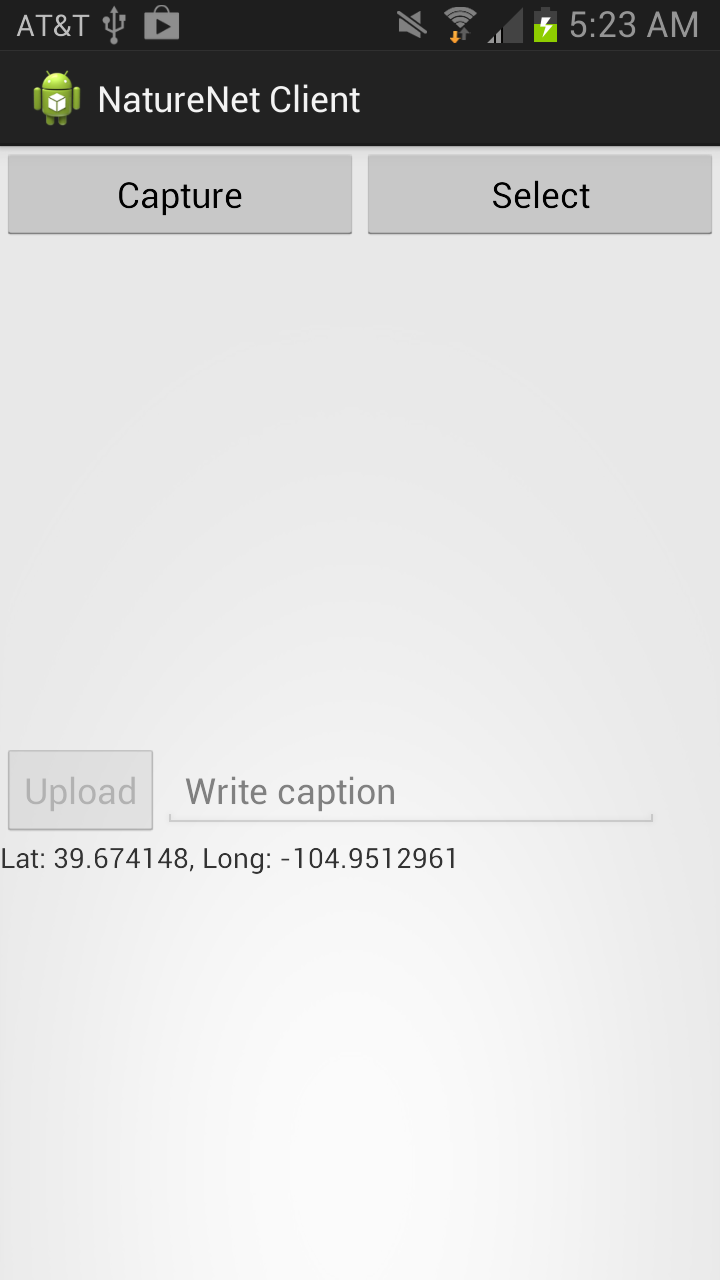 AT&T 5:23 AM
NatureNet Client
Capture Select
Upload Write caption
Lat: 39.674148, Long: -104.9512961